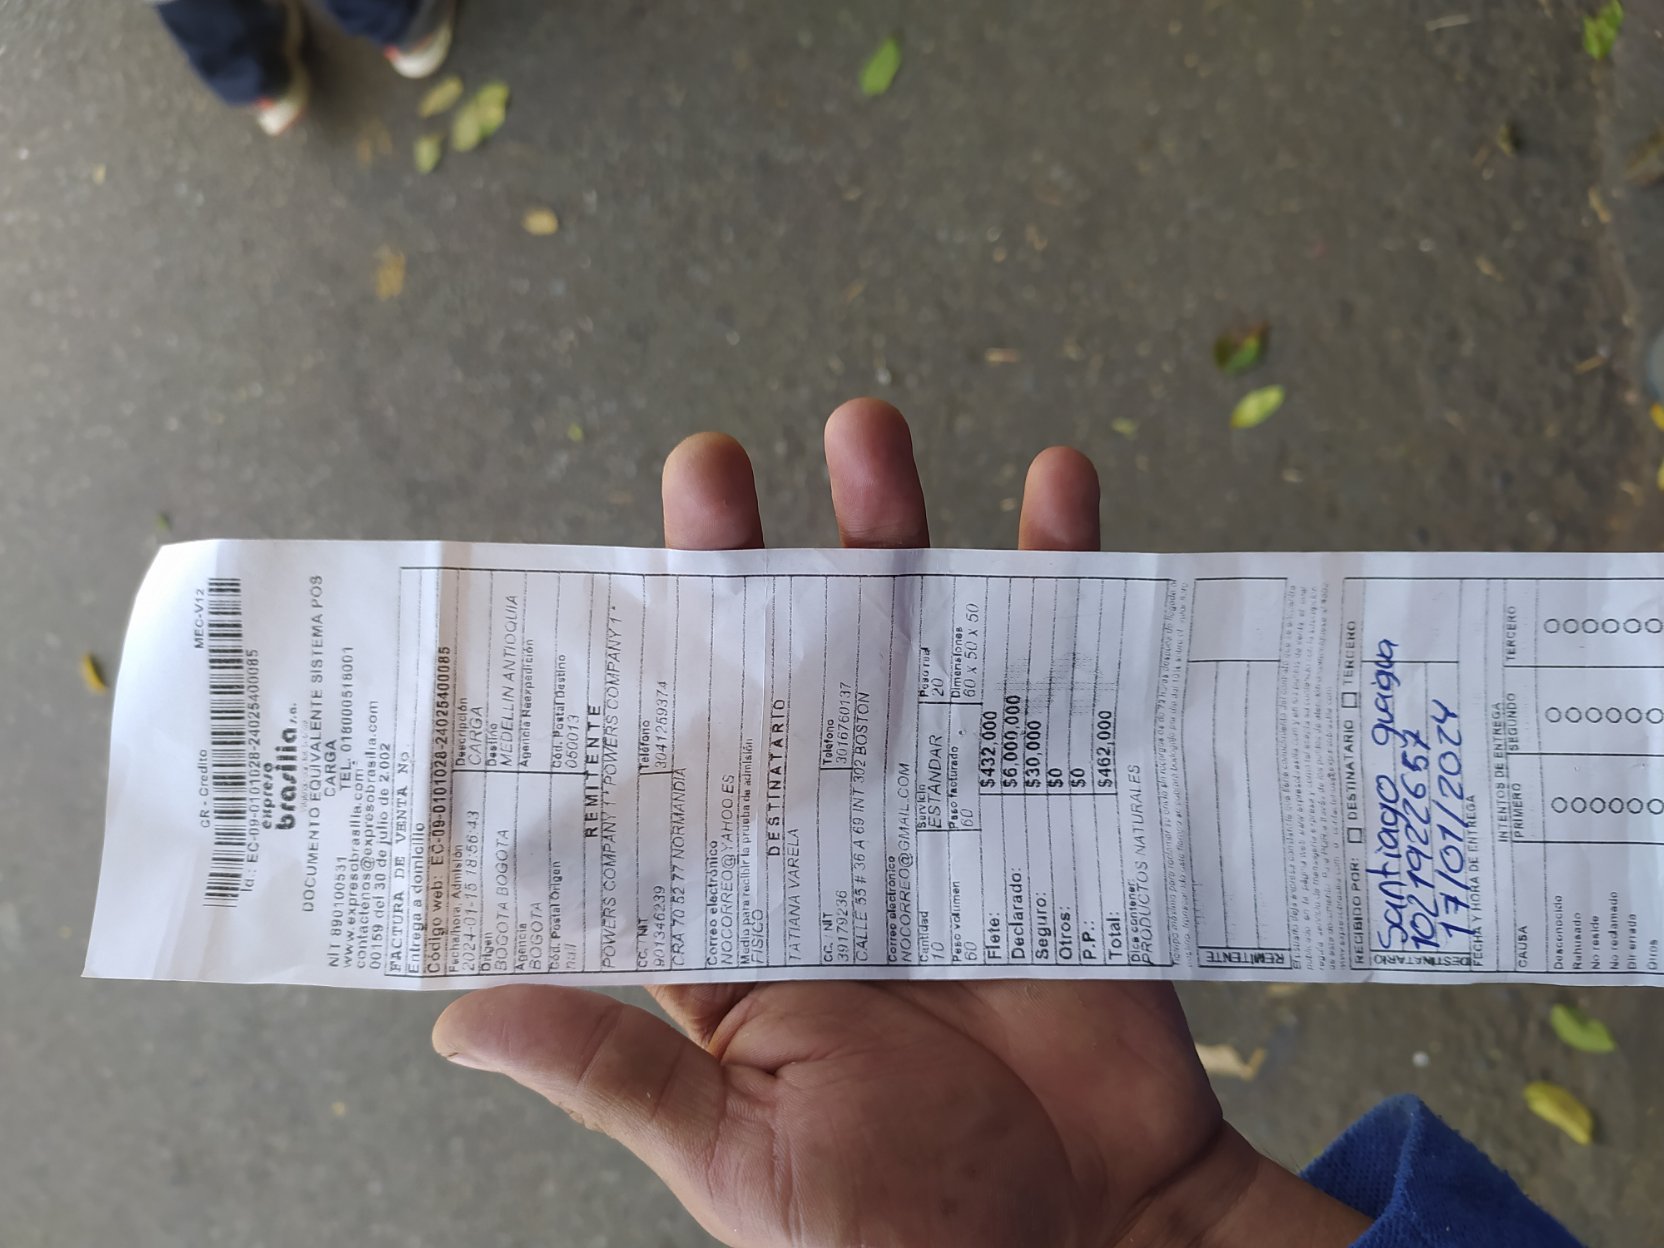 CR - Credito
MEC-V12
Id.: EC-09-0101028-24025400085
expreso
brasilia s.a.
DOCUMENTO EQUIVALENTE SISTEMA POS
CARGA
NIT 890100531 TEL. 018000518001
www.expresobrasilia.com
contactenos@expresobrasilia.com
00159 del 30 de julio de 2.002
FACTURA DE VENTA No.
Entrega a domicilio
Código web: EC-09-0101028-24025400085
Fecha/hora, Admisión Descripción
2024-01-15 18:56:43 CARGA
Origen Destino
BOGOTA BOGOTA MEDELLIN ANTIOQUIA
Agencia Agencia Reexpedición
BOGOTA
Cód. Postal Origen Cód. Postal Destino
null 050013
REMITENTE
POWERS COMPANY 1 * POWERS COMPANY 1 *
CC. / NIT Teléfono
901346239 3041259374
CRA 70 52 77 NORMANDIA
Correo electrónico
NOCORREO@YAHOO.ES
Medio para recibir la prueba de admisión
FISICO
DESTINATARIO
TATIANA VARELA
CC. / NIT Teléfono
39179236 3016760137
CALLE 55 # 36 A 69 INT 302 BOSTON
Correo electrónico
NOCORREO@GMAIL.COM
Cantidad Servicio Peso real
10 ESTANDAR 20
Peso volumen Peso facturado Dimensiones
60 60 60 x 50 x 50
Flete: $432,000
Declarado: $6,000,000
Seguro: $30,000
Otros: $0
P.P.: $0
Total: $462,000
Dice contener:
PRODUCTOS NATURALES
RECIBIDO POR: DESTINATARIO TERCERO
Santiago guagua
1021922657
17/01/2024
FECHA Y HORA DE ENTREGA
INTENTOS DE ENTREGA
CAUSA PRIMERO SEGUNDO TERCERO
Desconocido
Rehusado
No reside
No reclamado
Dir errada
Otros